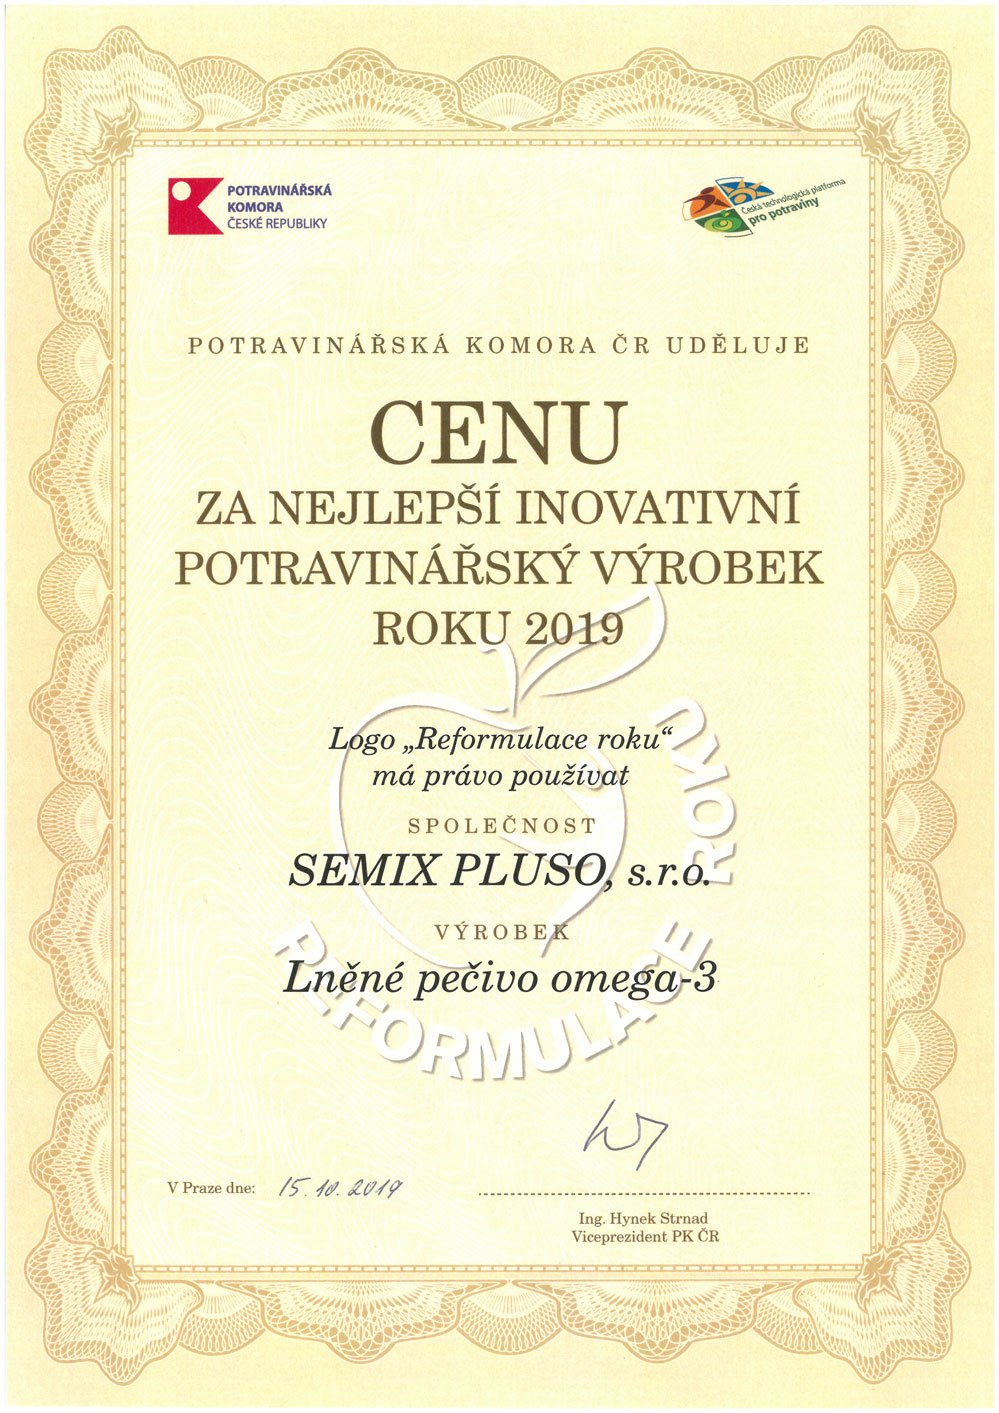 POTRAVINÁŘSKÁ
KOMORA
ČESKÉ REPUBLIKY
Česká technologická platforma
pro potraviny
POTRAVINÁŘSKÁ KOMORA ČR UDĚLUJE
CENU
ZA NEJLEPŠÍ INOVATIVNÍ
POTRAVINÁŘSKÝ VÝROBEK
ROKU 2019
Logo „Reformulace roku“
má právo používat
SPOLEČNOST
SEMIX PLUSO, s.r.o.
VÝROBEK
Lněné pečivo omega-3
REFORMULACE ROKU
V Praze dne: 15.10.2019
Ing. Hynek Strnad
Viceprezident PK ČR